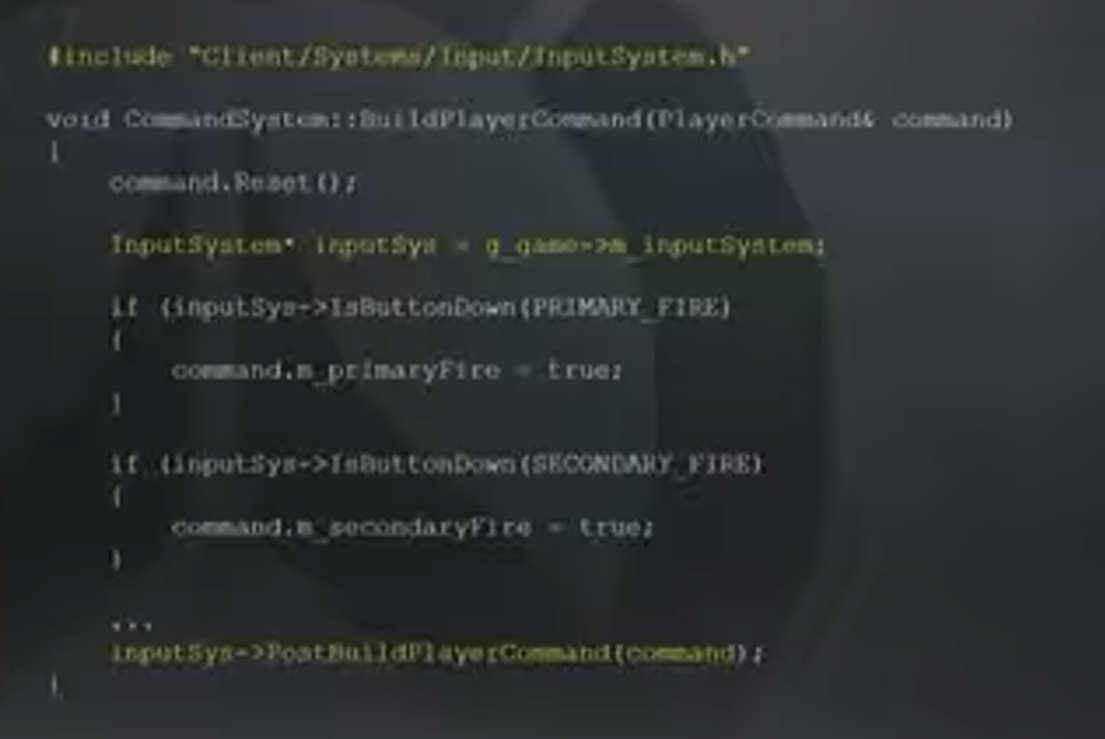 #include "Client/Systems/Input/InputSystem.h"
void CommandSystem::BuildPlayerCommand(PlayerCommand& command)
{
command.Reset();
InputSystem* inputSys = g_game->m_inputSystem;
if (inputSys->IsButtonDown(PRIMARY_FIRE)
{
command.m_primaryFire = true;
}
if (inputSys->IsButtonDown(SECONDARY_FIRE)
{
command.m_secondaryFire = true;
}
...
inputSys->PostBuildPlayerCommand(command);
}